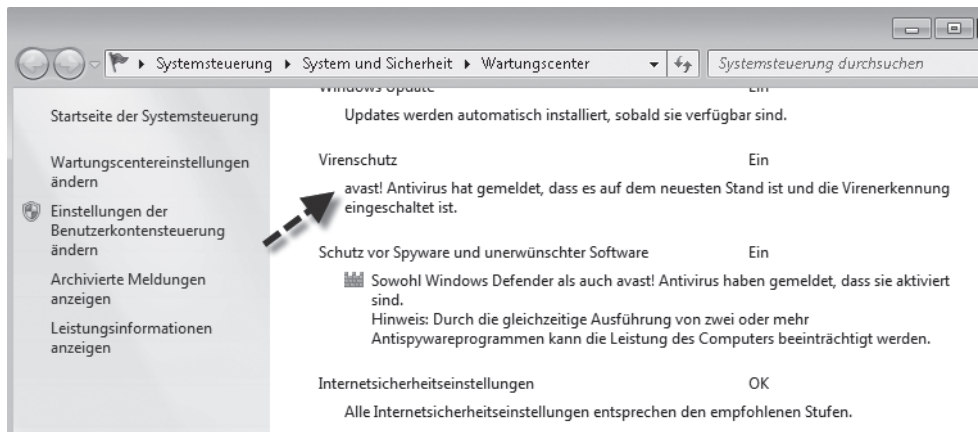 Systemsteuerung ▸ System und Sicherheit ▸ Wartungscenter
Systemsteuerung durchsuchen
Startseite der Systemsteuerung
Wartungscentereinstellungen
ändern
Einstellungen der
Benutzerkontensteuerung
ändern
Archivierte Meldungen
anzeigen
Leistungsinformationen
anzeigen
Windows Update Ein
Updates werden automatisch installiert, sobald sie verfügbar sind.
Virenschutz Ein
avast! Antivirus hat gemeldet, dass es auf dem neuesten Stand ist und die Virenerkennung
eingeschaltet ist.
Schutz vor Spyware und unerwünschter Software Ein
Sowohl Windows Defender als auch avast! Antivirus haben gemeldet, dass sie aktiviert
sind.
Hinweis: Durch die gleichzeitige Ausführung von zwei oder mehr
Antispywareprogrammen kann die Leistung des Computers beeinträchtigt werden.
Internetsicherheitseinstellungen OK
Alle Internetsicherheitseinstellungen entsprechen den empfohlenen Stufen.